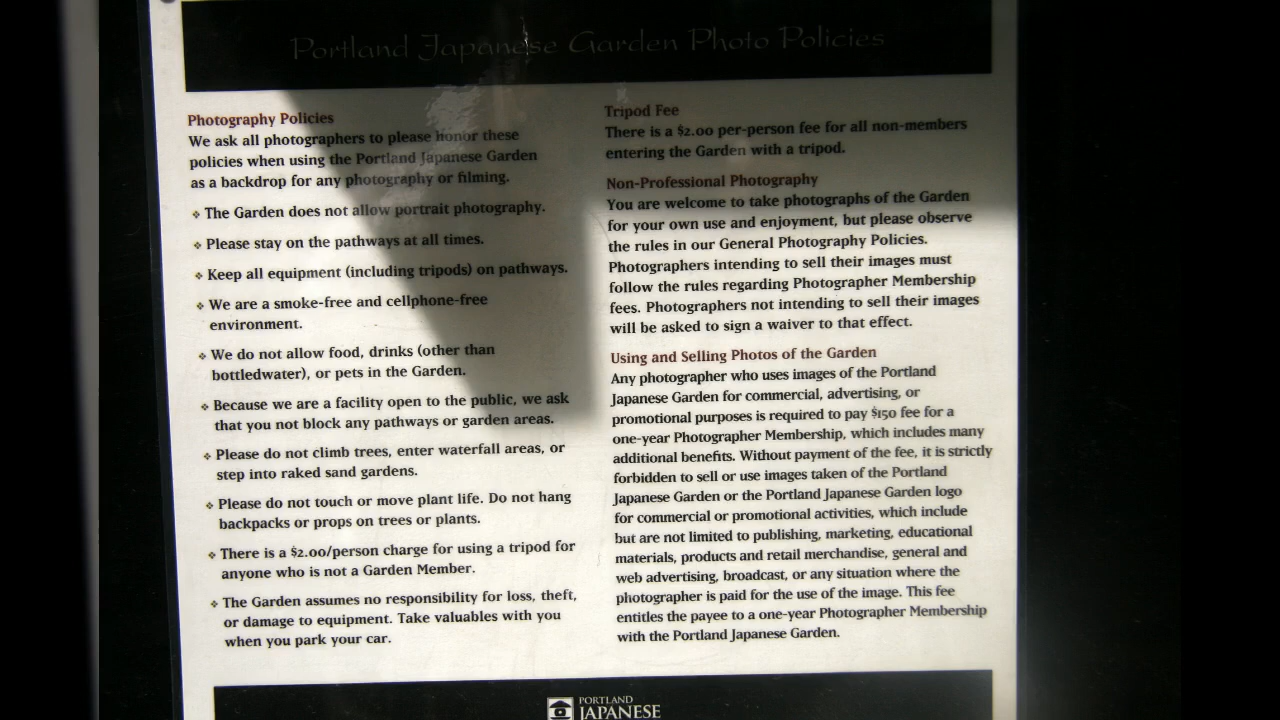 Portland Japanese Garden Photo Policies
Photography Policies
We ask all photographers to please honor these
policies when using the Portland Japanese Garden
as a backdrop for any photography or filming.
❖ The Garden does not allow portrait photography.
❖ Please stay on the pathways at all times.
❖ Keep all equipment (including tripods) on pathways.
❖ We are a smoke-free and cellphone-free
environment.
❖ We do not allow food, drinks (other than
bottledwater), or pets in the Garden.
❖ Because we are a facility open to the public, we ask
that you not block any pathways or garden areas.
❖ Please do not climb trees, enter waterfall areas, or
step into raked sand gardens.
❖ Please do not touch or move plant life. Do not hang
backpacks or props on trees or plants.
❖ There is a $2.00/person charge for using a tripod for
anyone who is not a Garden Member.
❖ The Garden assumes no responsibility for loss, theft,
or damage to equipment. Take valuables with you
when you park your car.
Tripod Fee
There is a $2.00 per-person fee for all non-members
entering the Garden with a tripod.
Non-Professional Photography
You are welcome to take photographs of the Garden
for your own use and enjoyment, but please observe
the rules in our General Photography Policies.
Photographers intending to sell their images must
follow the rules regarding Photographer Membership
fees. Photographers not intending to sell their images
will be asked to sign a waiver to that effect.
Using and Selling Photos of the Garden
Any photographer who uses images of the Portland
Japanese Garden for commercial, advertising, or
promotional purposes is required to pay $150 fee for a
one-year Photographer Membership, which includes many
additional benefits. Without payment of the fee, it is strictly
forbidden to sell or use images taken of the Portland
Japanese Garden or the Portland Japanese Garden logo
for commercial or promotional activities, which include
but are not limited to publishing, marketing, educational
materials, products and retail merchandise, general and
web advertising, broadcast, or any situation where the
photographer is paid for the use of the image. This fee
entitles the payee to a one-year Photographer Membership
with the Portland Japanese Garden.
PORTLAND
JAPANESE